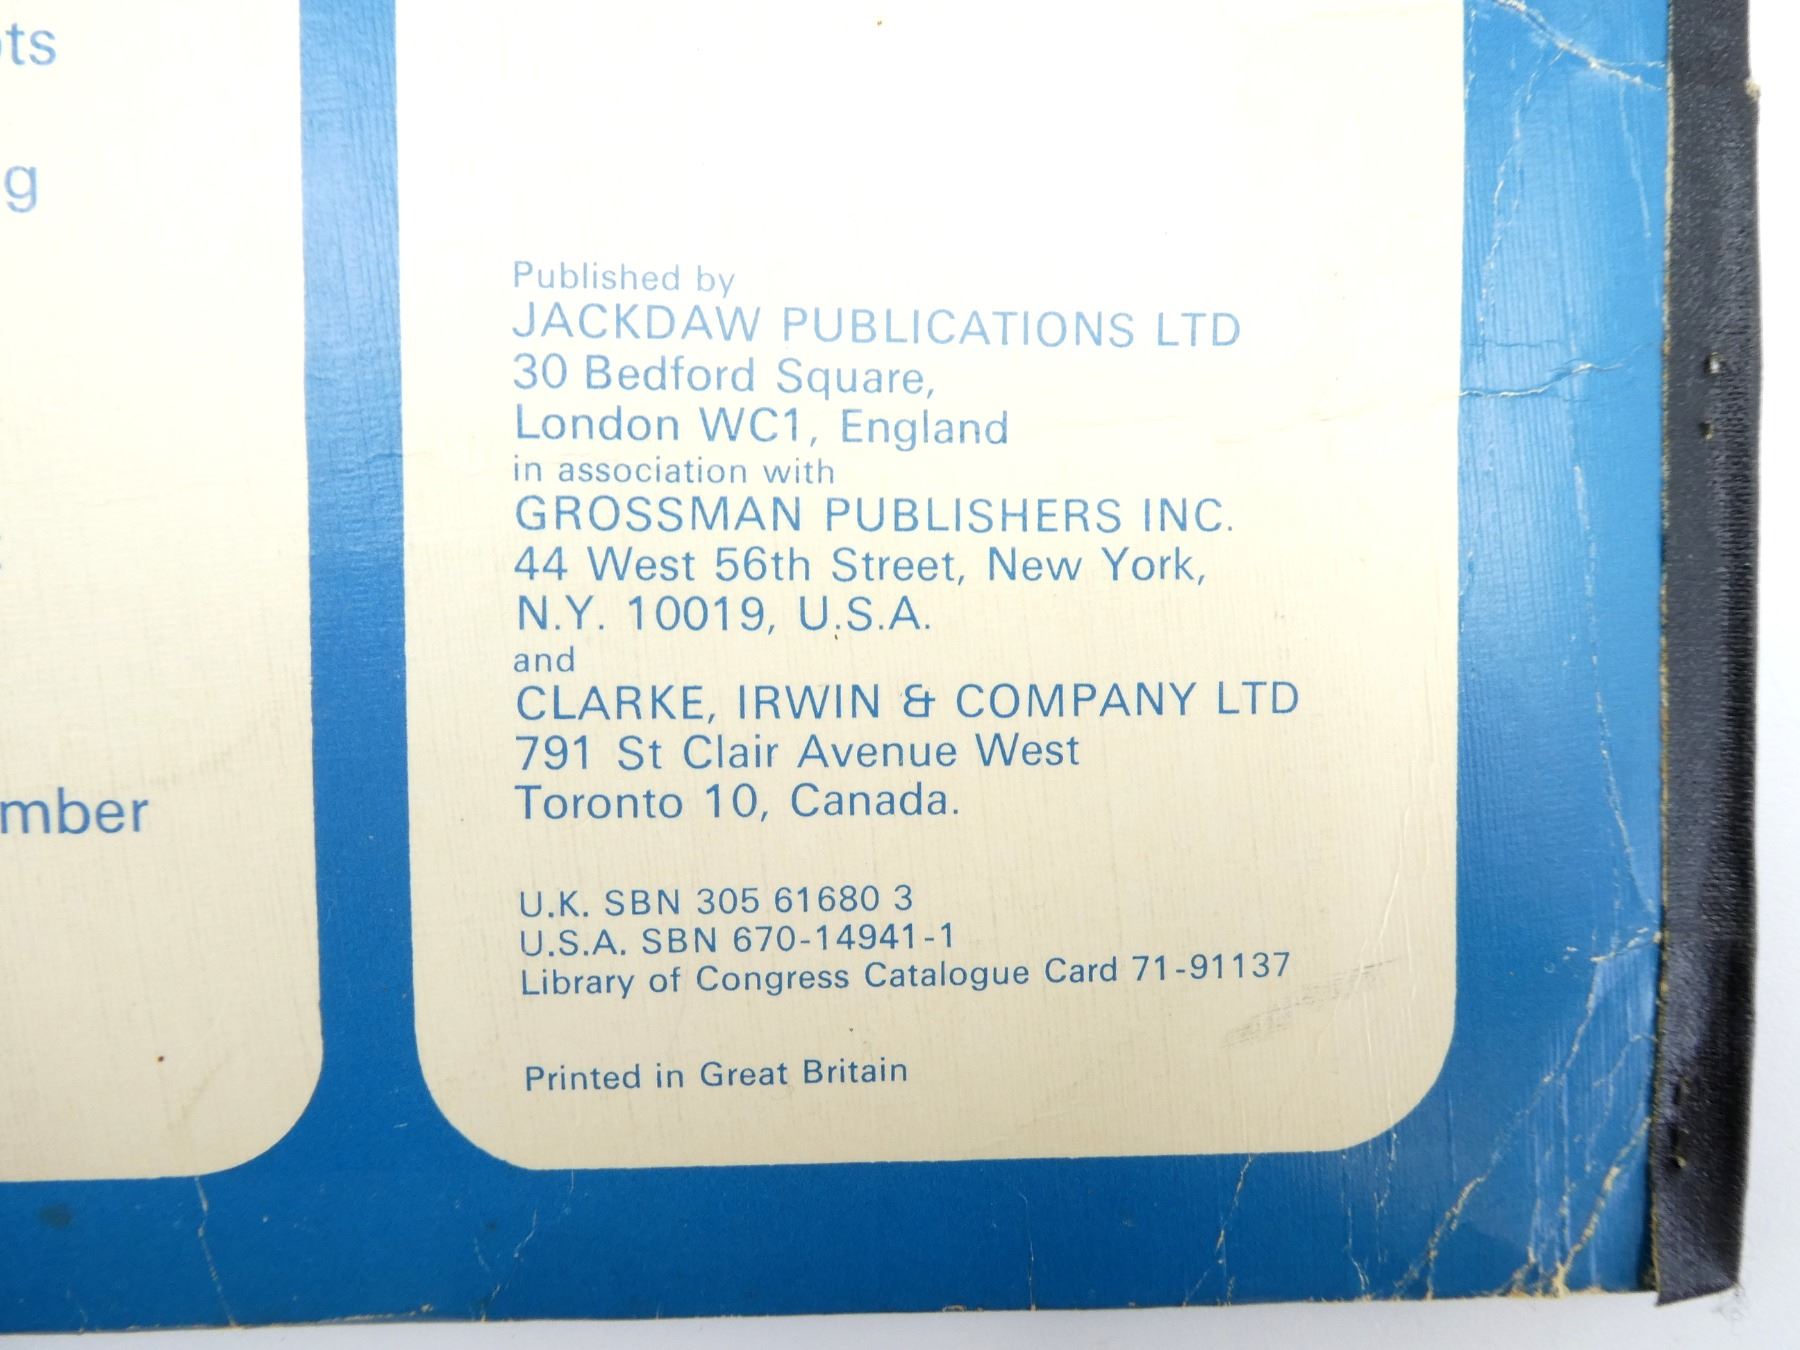 Published by
JACKDAW PUBLICATIONS LTD
30 Bedford Square,
London WC1, England
in association with
GROSSMAN PUBLISHERS INC.
44 West 56th Street, New York,
N.Y. 10019, U.S.A.
and
CLARKE, IRWIN & COMPANY LTD
791 St Clair Avenue West
Toronto 10, Canada.
U.K. SBN 305 61680 3
U.S.A. SBN 670-14941-1
Library of Congress Catalogue Card 71-91137
Printed in Great Britain